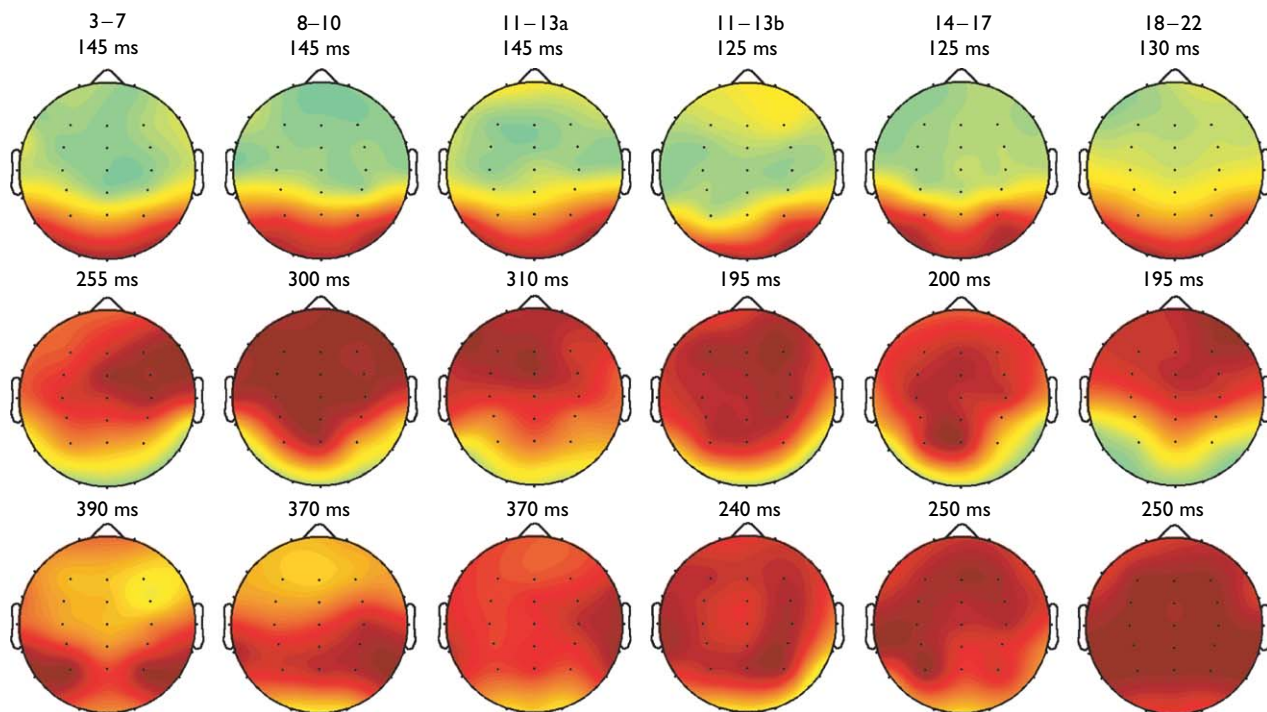 3–7 8–10 11–13a 11–13b 14–17 18–22
145 ms 145 ms 145 ms 125 ms 125 ms 130 ms
255 ms 300 ms 310 ms 195 ms 200 ms 195 ms
390 ms 370 ms 370 ms 240 ms 250 ms 250 ms